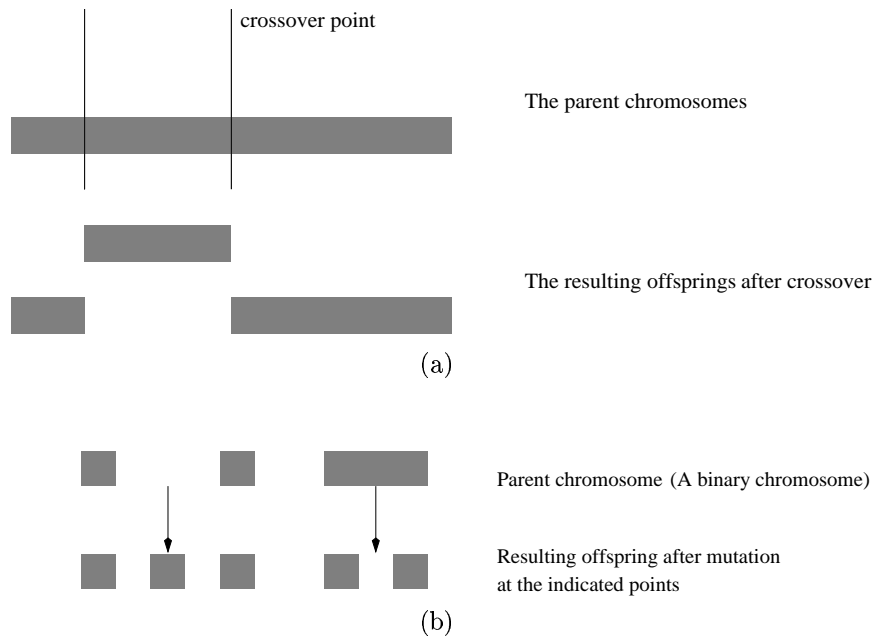 crossover point
The parent chromosomes
The resulting offsprings after crossover
(a)
Parent chromosome (A binary chromosome)
Resulting offspring after mutation
at the indicated points
(b)